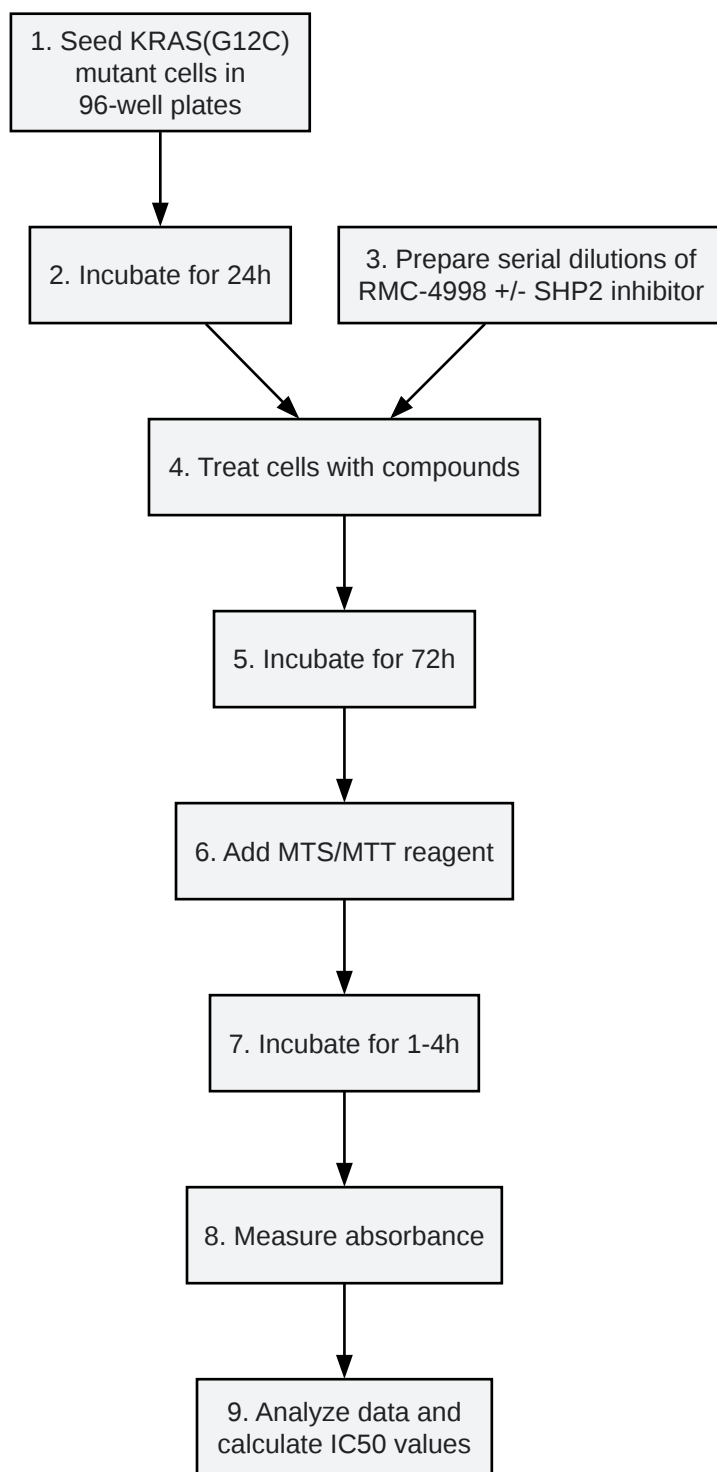 1. Seed KRAS(G12C)
mutant cells in
96-well plates
2. Incubate for 24h
3. Prepare serial dilutions of
RMC-4998 +/- SHP2 inhibitor
4. Treat cells with compounds
5. Incubate for 72h
6. Add MTS/MTT reagent
7. Incubate for 1-4h
8. Measure absorbance
9. Analyze data and
calculate IC50 values